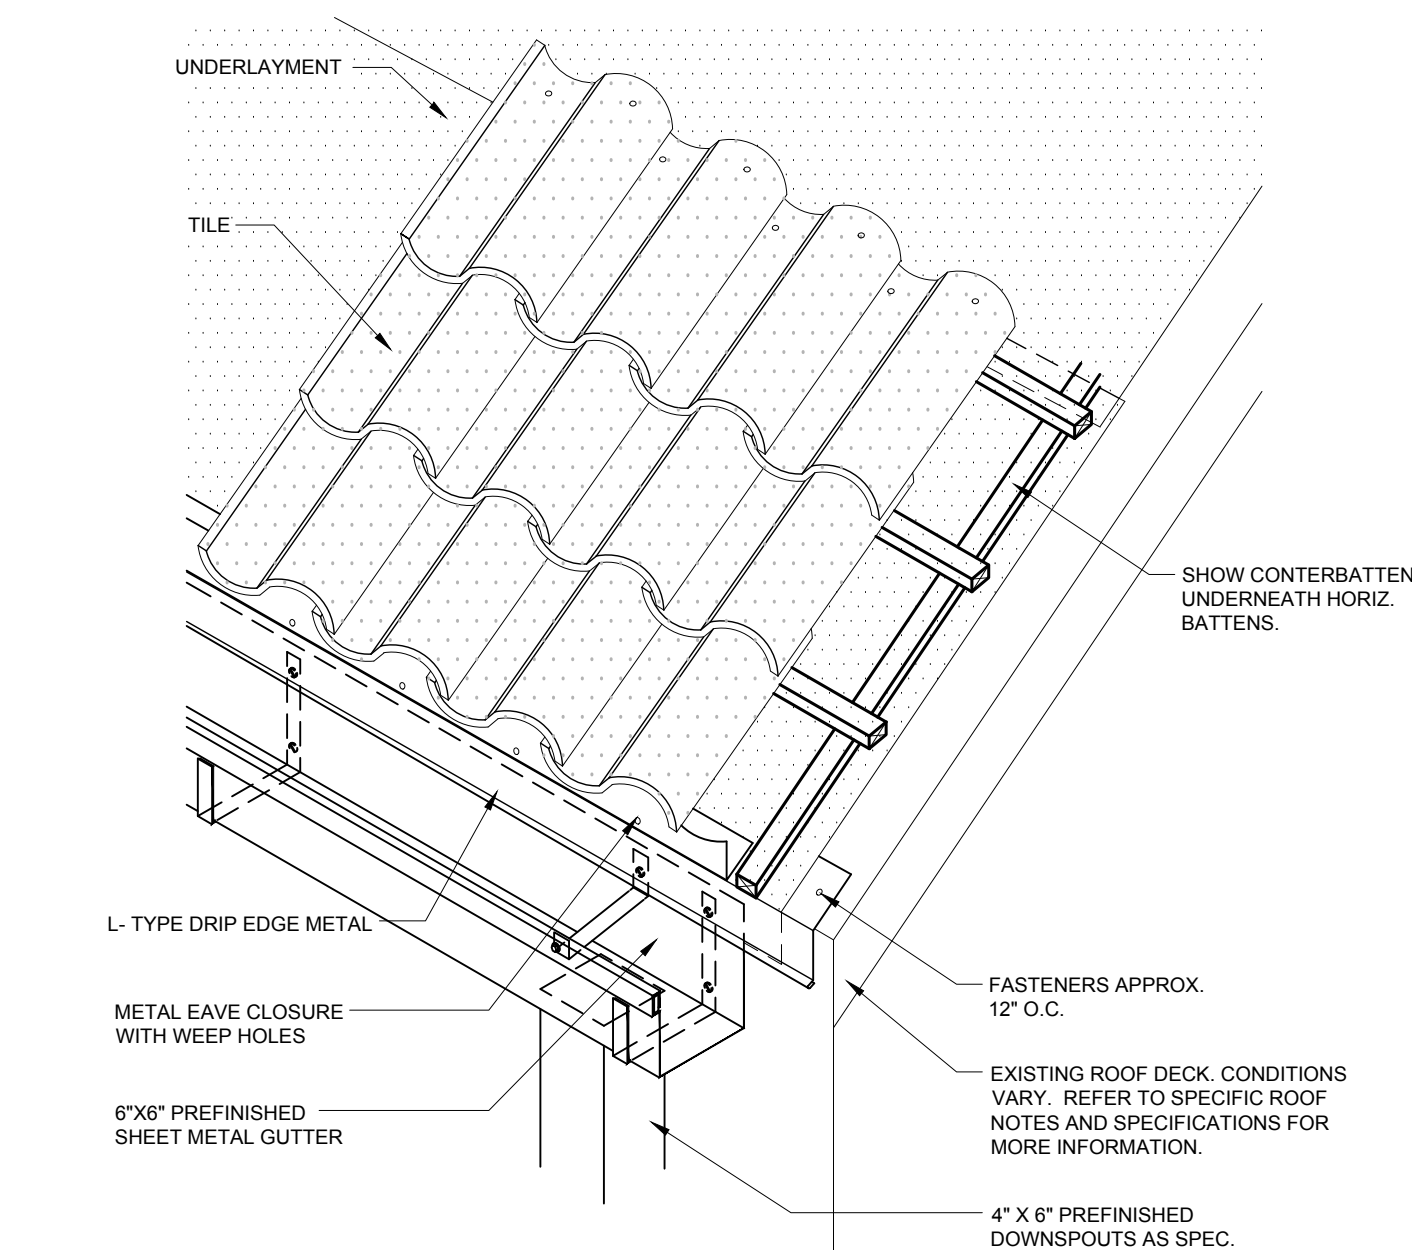 UNDERLAYMENT
TILE
SHOW CONTERBATTEN
UNDERNEATH HORIZ.
BATTENS.
L- TYPE DRIP EDGE METAL
METAL EAVE CLOSURE
WITH WEEP HOLES
6"X6" PREFINISHED
SHEET METAL GUTTER
FASTENERS APPROX.
12" O.C.
EXISTING ROOF DECK. CONDITIONS
VARY. REFER TO SPECIFIC ROOF
NOTES AND SPECIFICATIONS FOR
MORE INFORMATION.
4" X 6" PREFINISHED
DOWNSPOUTS AS SPEC.